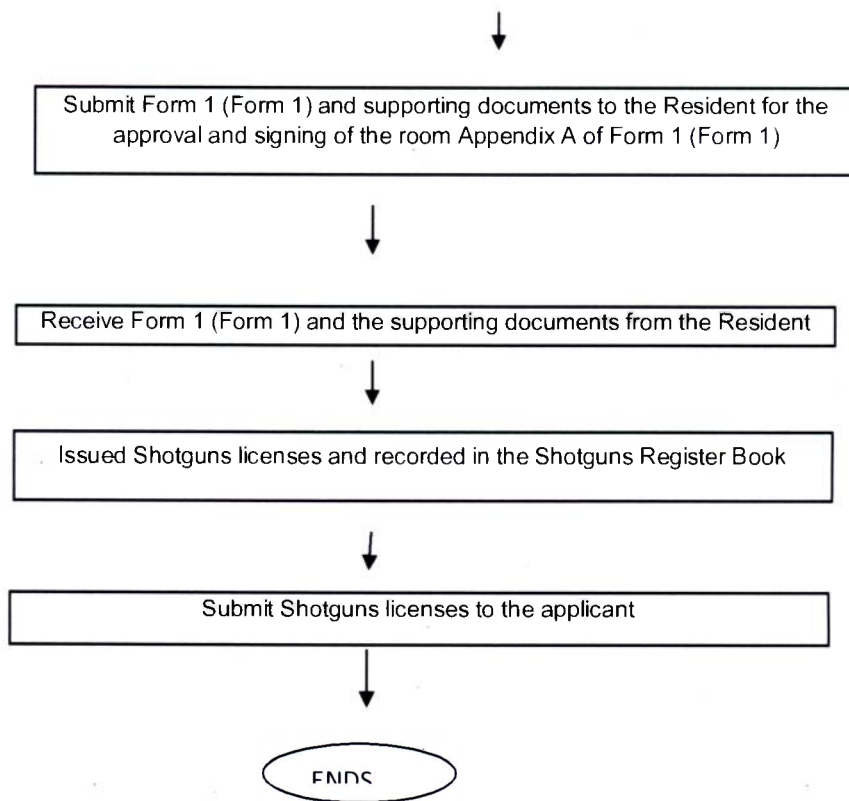 Submit Form 1 (Form 1) and supporting documents to the Resident for the
approval and signing of the room Appendix A of Form 1 (Form 1)
Receive Form 1 (Form 1) and the supporting documents from the Resident
Issued Shotguns licenses and recorded in the Shotguns Register Book
Submit Shotguns licenses to the applicant
ENDS